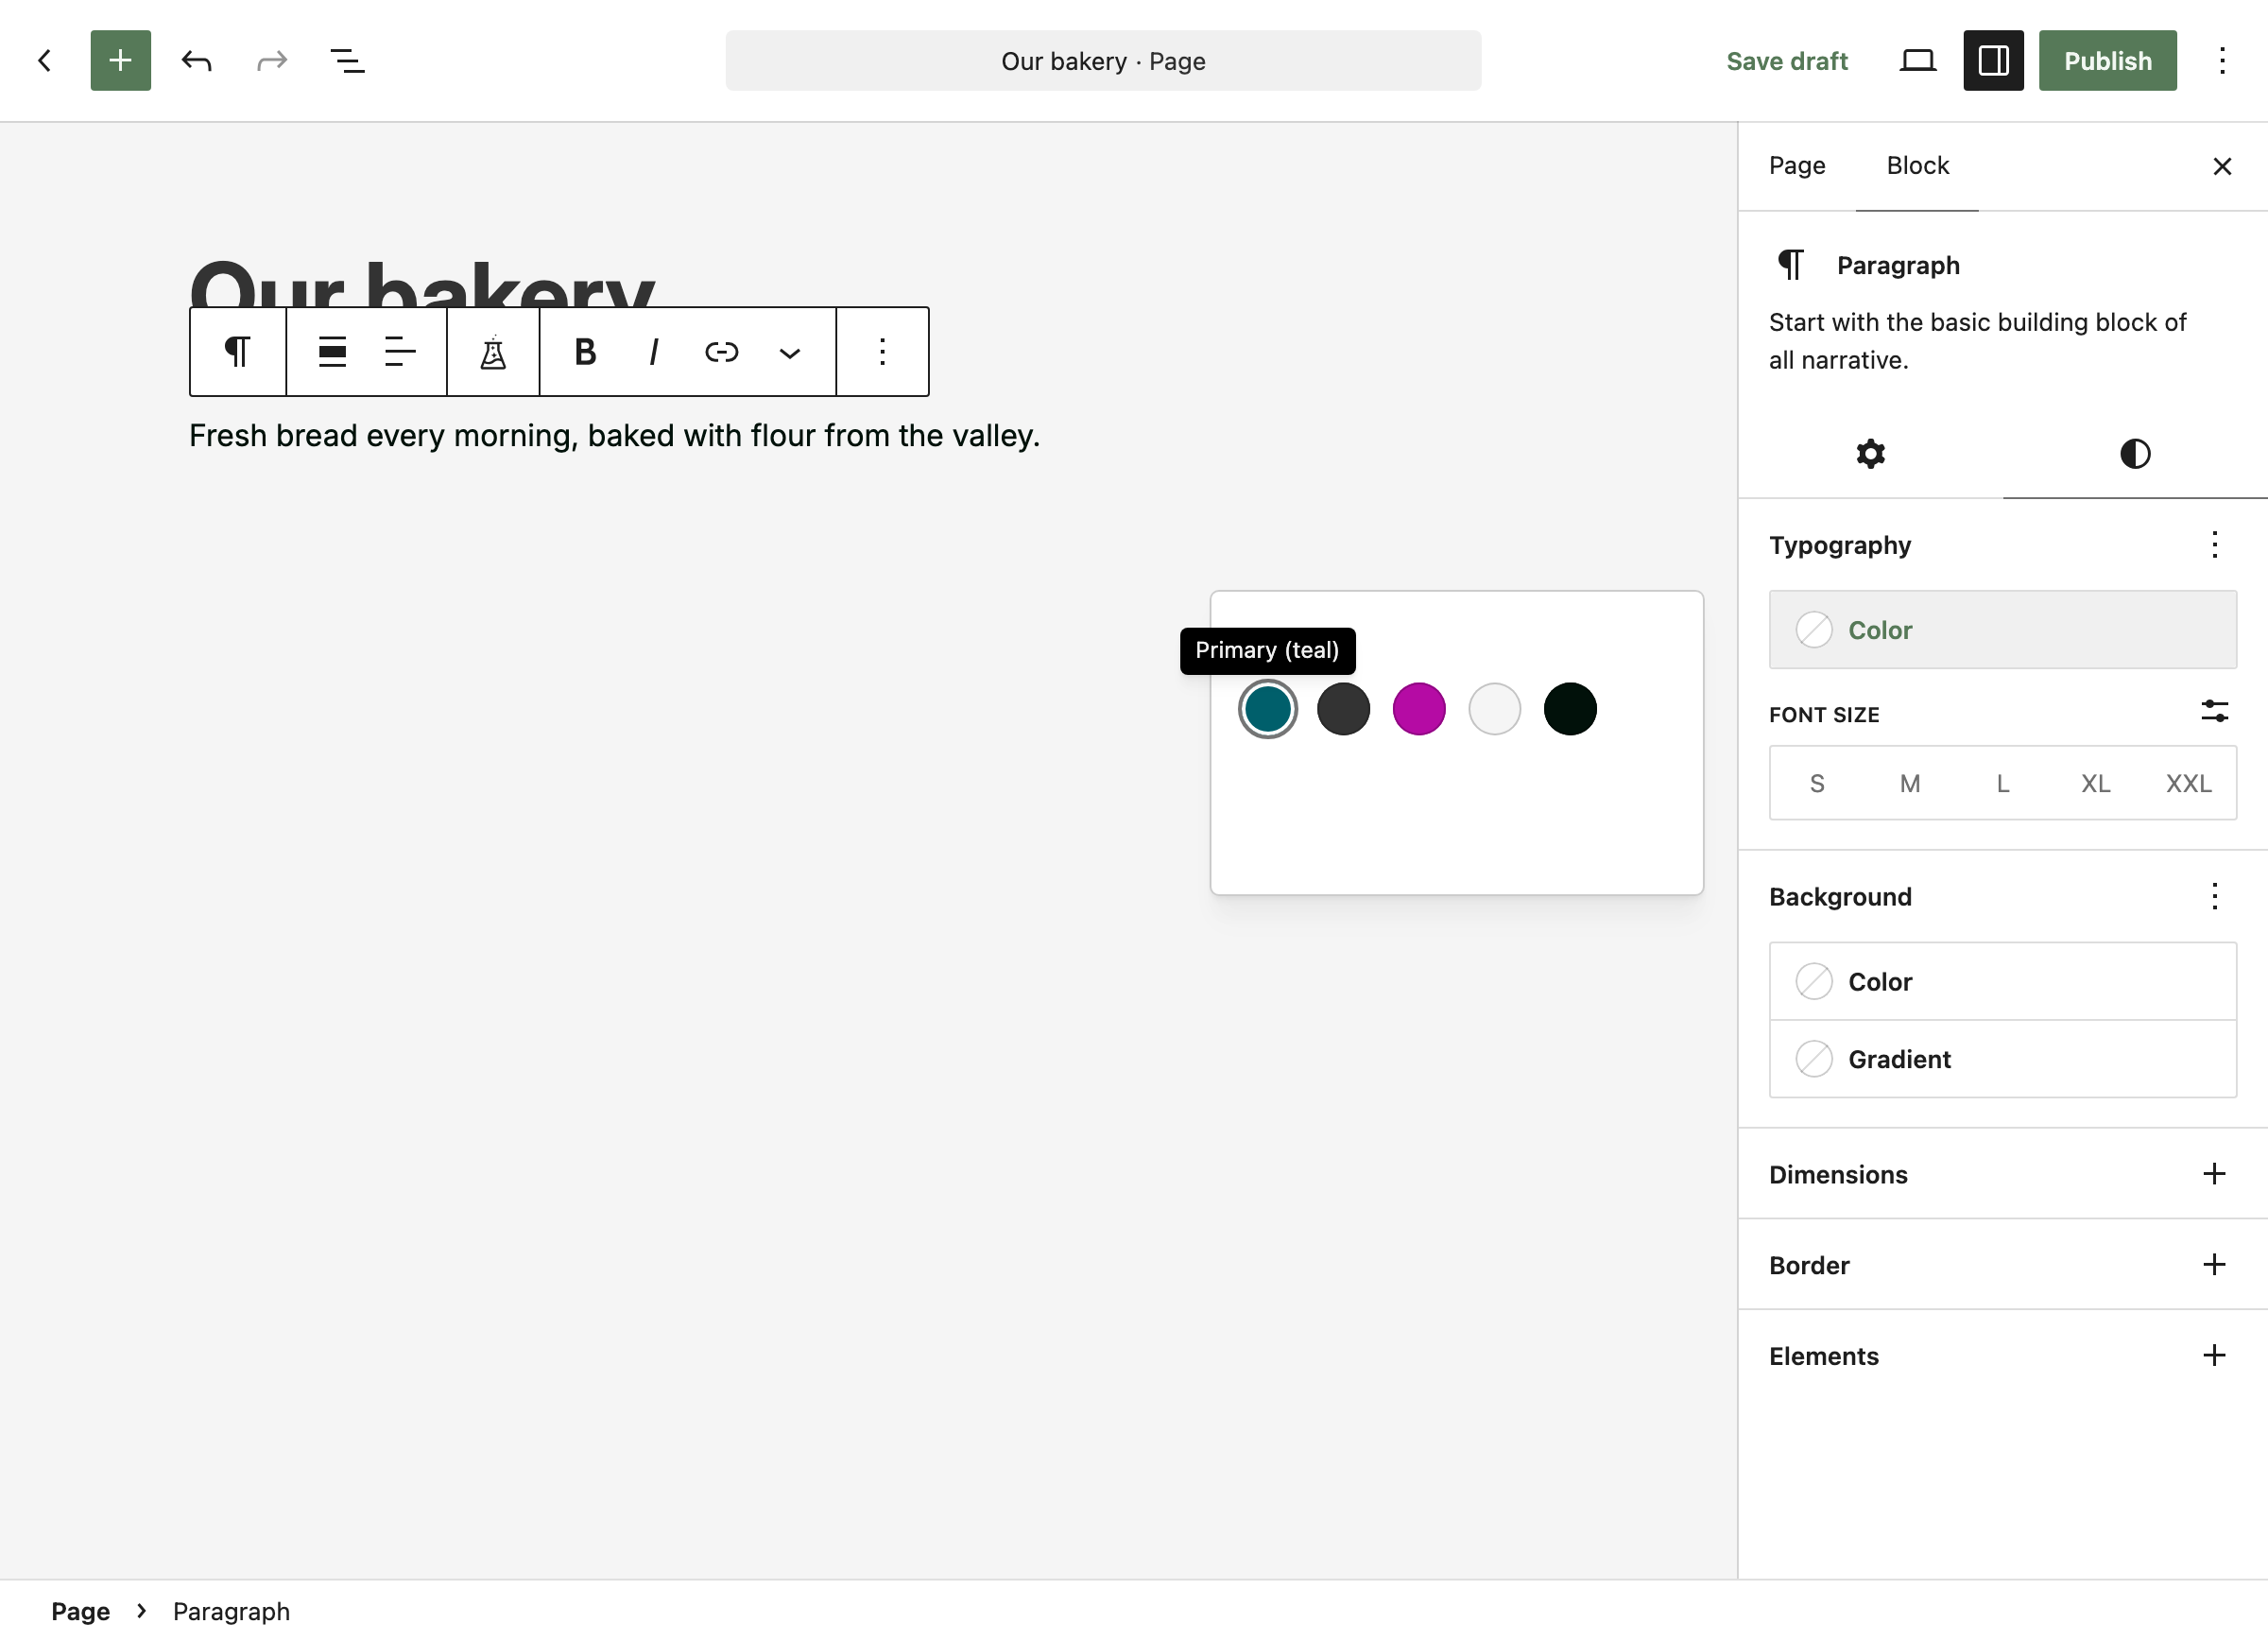 Our bakery · Page
Save draft
Publish
Page
Block
Our bakery
Paragraph
Start with the basic building block of
all narrative.
B I
Fresh bread every morning, baked with flour from the valley.
Typography
Color
Primary (teal)
FONT SIZE
S M L XL XXL
Background
Color
Gradient
Dimensions
Border
Elements
Page
Paragraph